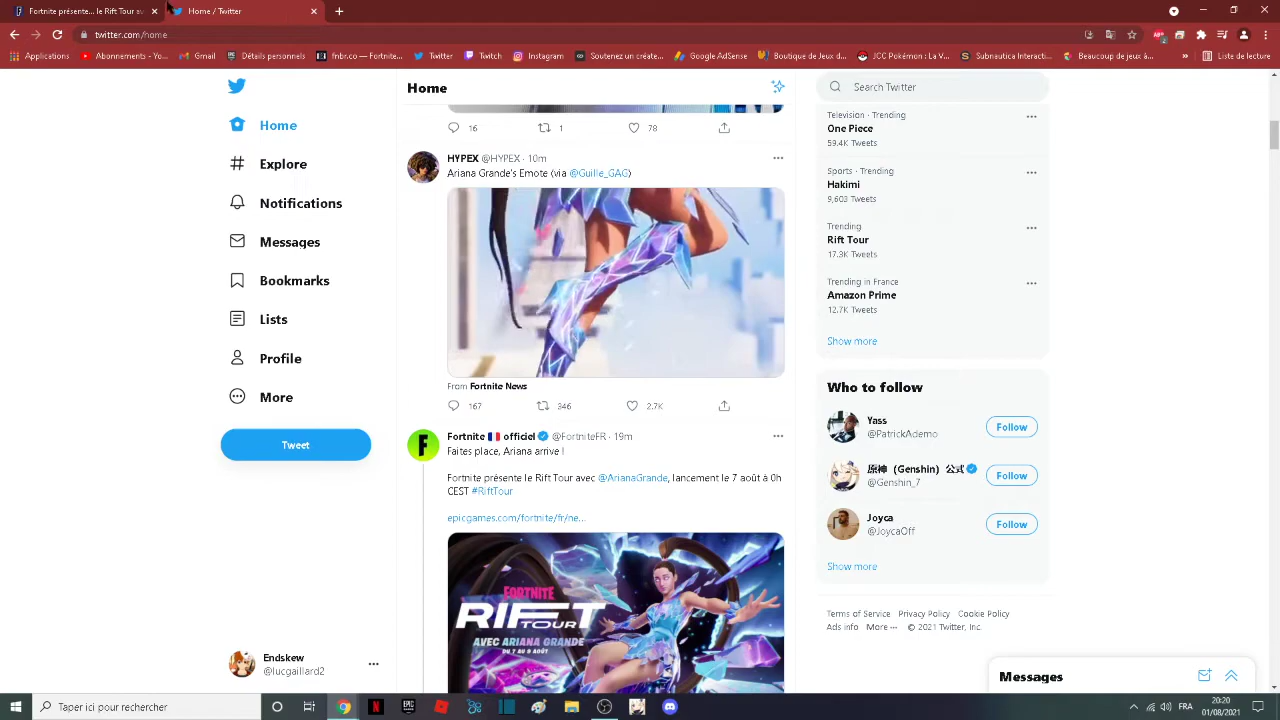 Fortnite présente... le Rift Tour av
Home / Twitter
twitter.com/home
Applications
Abonnements - Yo...
Gmail
Détails personnels
fnbr.co — Fortnite...
Twitter
Twitch
Instagram
Soutenez un créate...
Google AdSense
Boutique de jeux d...
JCC Pokémon : La V...
Subnautica Interacti...
Beaucoup de jeux à...
»
Liste de lecture
Home
Search Twitter
Home
Explore
Notifications
Messages
Bookmarks
Lists
Profile
More
Tweet
Endskew
@lucgaillard2
16
1
78
HYPEX @HYPEX · 10m
Ariana Grande's Emote (via @Guille_GAG)
From Fortnite News
167
346
2.7K
Fortnite 🇫🇷 officiel @FortniteFR · 19m
Faites place, Ariana arrive !
Fortnite présente le Rift Tour avec @ArianaGrande, lancement le 7 août à 0h
CEST #RiftTour
epicgames.com/fortnite/fr/ne...
FORTNITE
RIFT
TOUR
AVEC ARIANA GRANDE
DU 7 AU 9 AOÛT
Television · Trending
One Piece
59.4K Tweets
Sports · Trending
Hakimi
9,603 Tweets
Trending
Rift Tour
17.3K Tweets
Trending in France
Amazon Prime
12.7K Tweets
Show more
Who to follow
Yass
@PatrickAdemo
Follow
原神（Genshin）公式
@Genshin_7
Follow
Joyca
@JoycaOff
Follow
Show more
Terms of Service Privacy Policy Cookie Policy
Ads info More ··· © 2021 Twitter, Inc.
Messages
Taper ici pour rechercher
FRA
20:20
01/08/2021